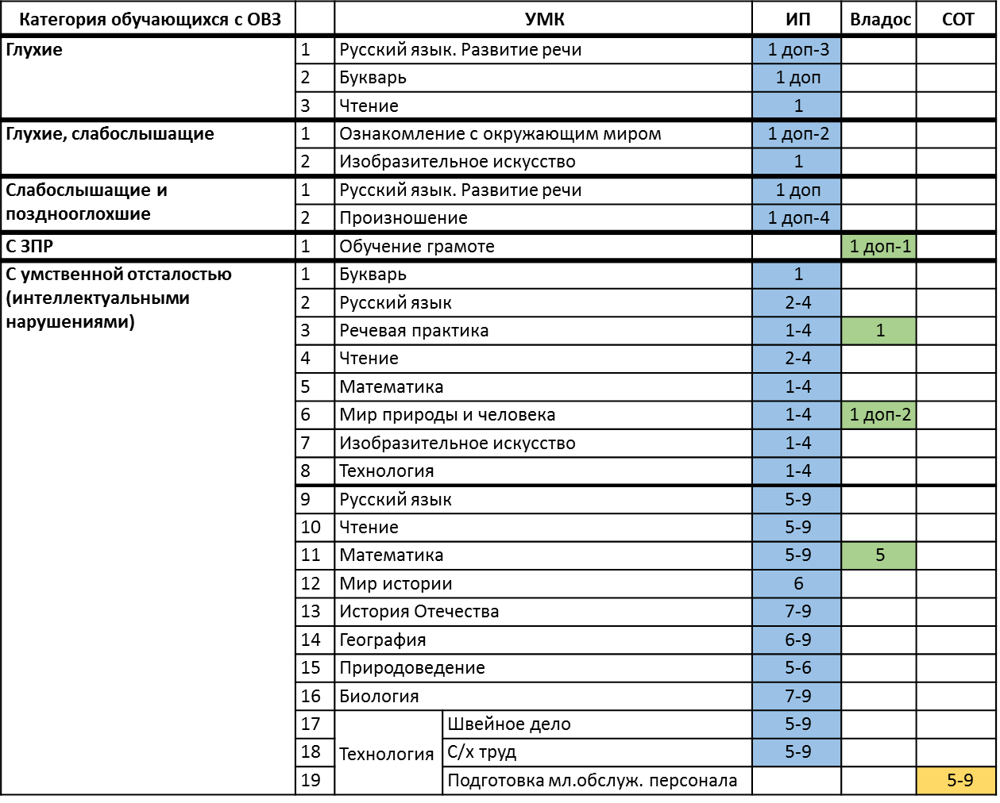 Категория обучающихся с ОВЗ УМК ИП Владос СОТ
Глухие 1 Русский язык. Развитие речи 1 доп-3
2 Букварь 1 доп
3 Чтение 1
Глухие, слабослышащие 1 Ознакомление с окружающим миром 1 доп-2
2 Изобразительное искусство 1
Слабослышащие и 1 Русский язык. Развитие речи 1 доп
позднооглохшие 2 Произношение 1 доп-4
С ЗПР 1 Обучение грамоте 1 доп-1
С умственной отсталостью 1 Букварь 1
(интеллектуальными 2 Русский язык 2-4
нарушениями) 3 Речевая практика 1-4 1
4 Чтение 2-4
5 Математика 1-4
6 Мир природы и человека 1-4 1 доп-2
7 Изобразительное искусство 1-4
8 Технология 1-4
9 Русский язык 5-9
10 Чтение 5-9
11 Математика 5-9 5
12 Мир истории 6
13 История Отечества 7-9
14 География 6-9
15 Природоведение 5-6
16 Биология 7-9
17 Швейное дело 5-9
18 Технология С/х труд 5-9
19 Подготовка мл.обслуж. персонала 5-9